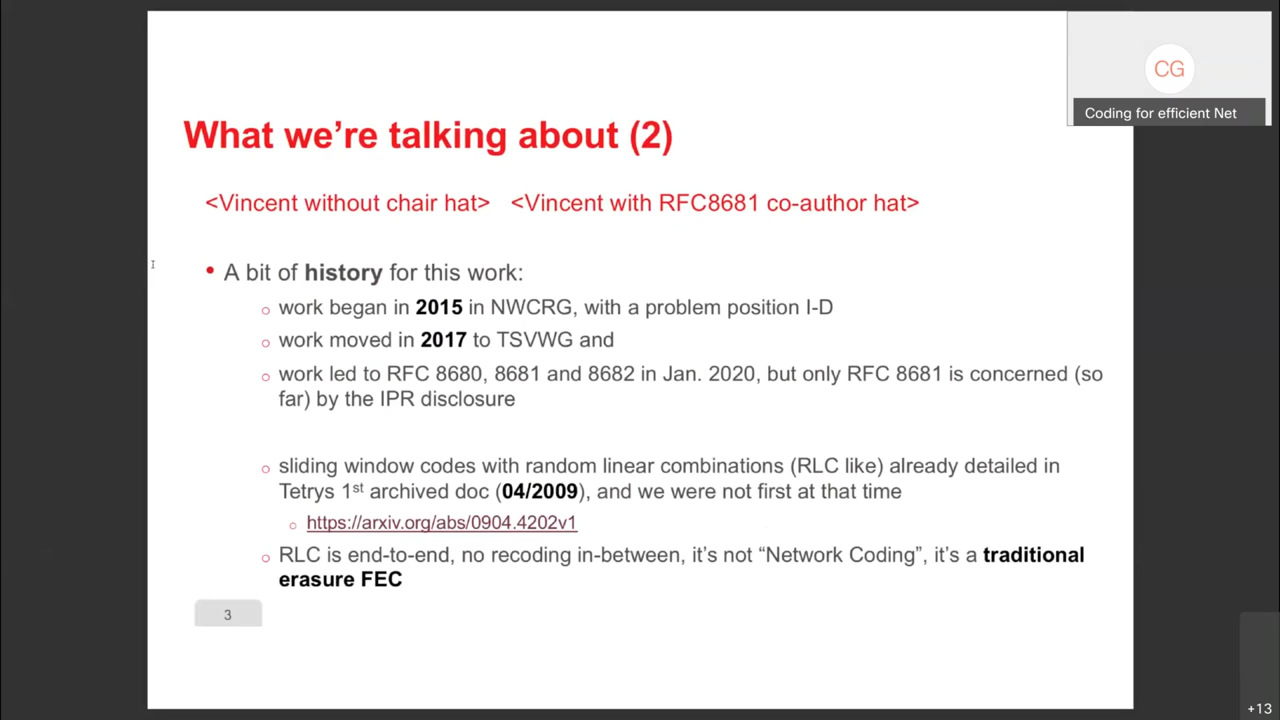 CG
Coding for efficient Net
What we're talking about (2)
<Vincent without chair hat> <Vincent with RFC8681 co-author hat>
• A bit of history for this work:
○ work began in 2015 in NWCRG, with a problem position I-D
○ work moved in 2017 to TSVWG and
○ work led to RFC 8680, 8681 and 8682 in Jan. 2020, but only RFC 8681 is concerned (so
far) by the IPR disclosure
○ sliding window codes with random linear combinations (RLC like) already detailed in
Tetrys 1st archived doc (04/2009), and we were not first at that time
○ https://arxiv.org/abs/0904.4202v1
○ RLC is end-to-end, no recoding in-between, it's not “Network Coding”, it's a traditional
erasure FEC
3
+13